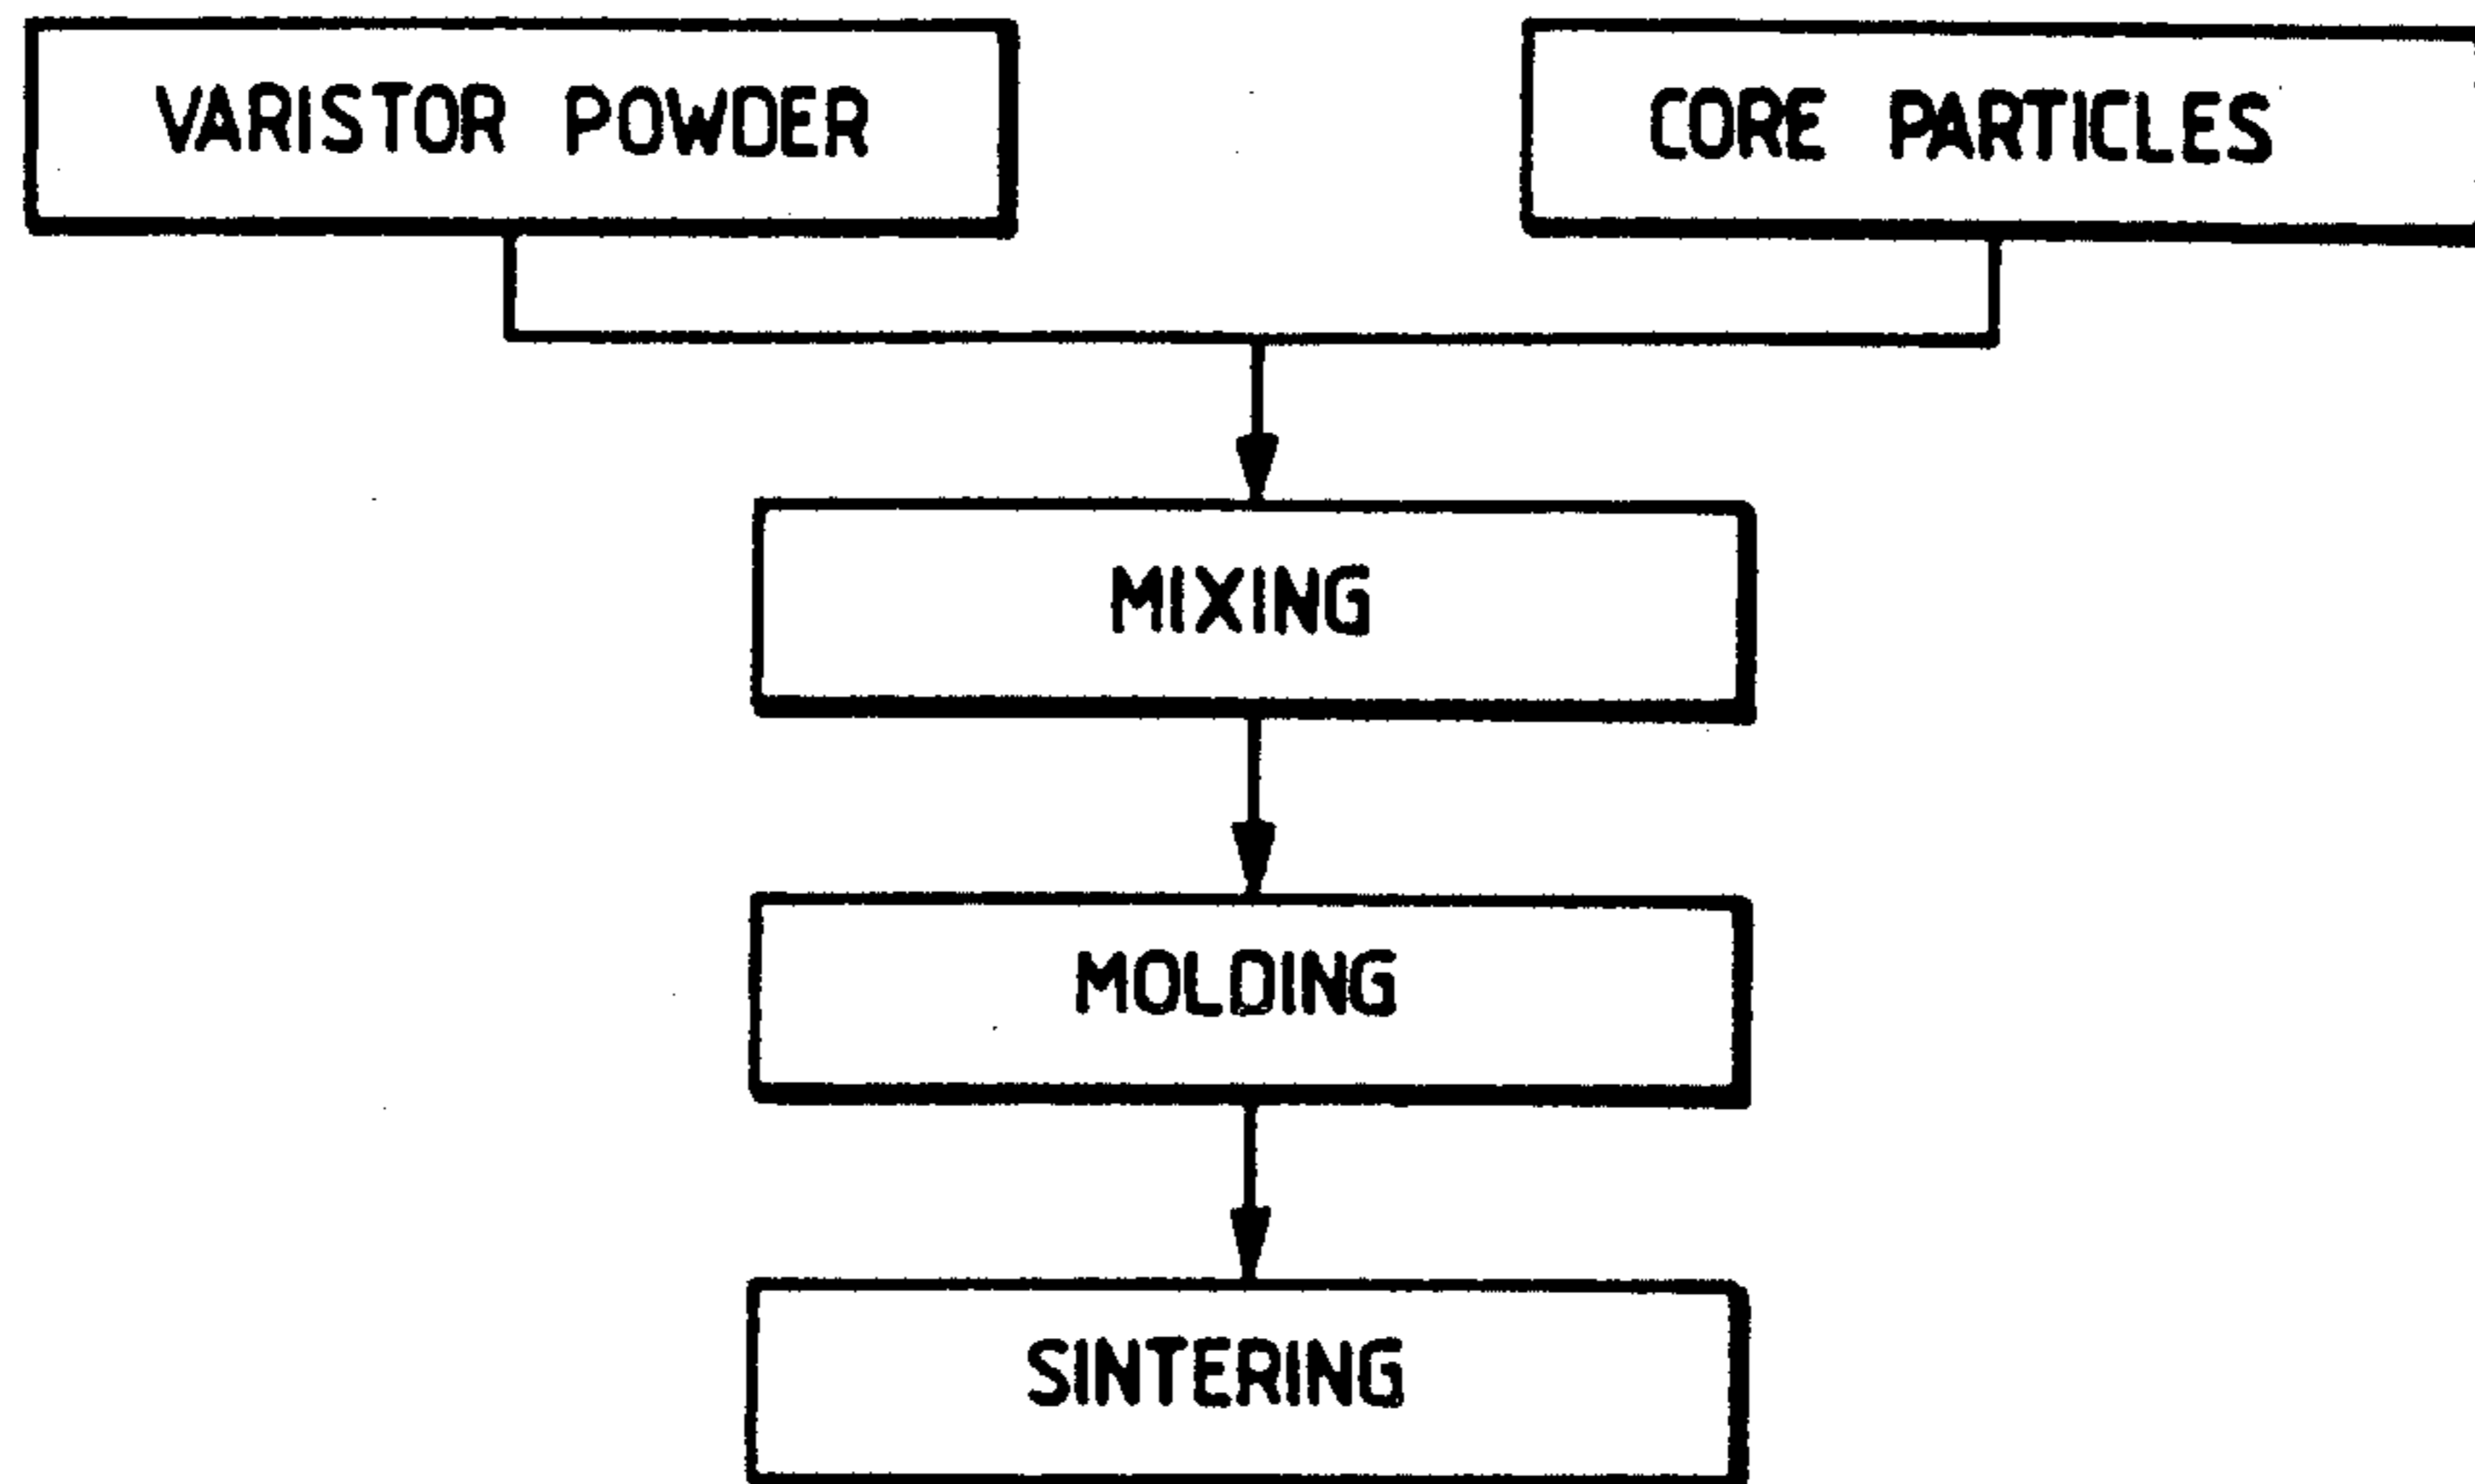 VARISTOR POWDER
CORE PARTICLES
MIXING
MOLDING
SINTERING